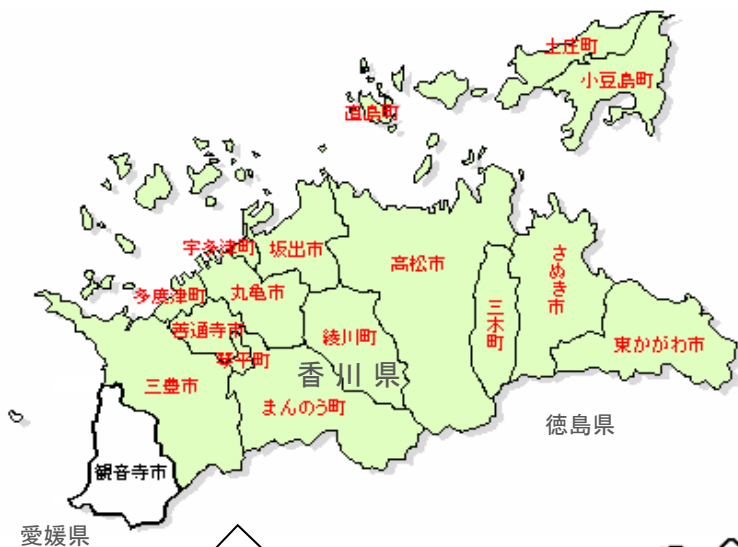 土庄町
小豆島町
直島町
宇多津町
坂出市
高松市
さぬき市
多度津町
丸亀市
三木町
善通寺市
綾川町
東かがわ市
琴平町
香川県
三豊市
まんのう町
徳島県
観音寺市
愛媛県